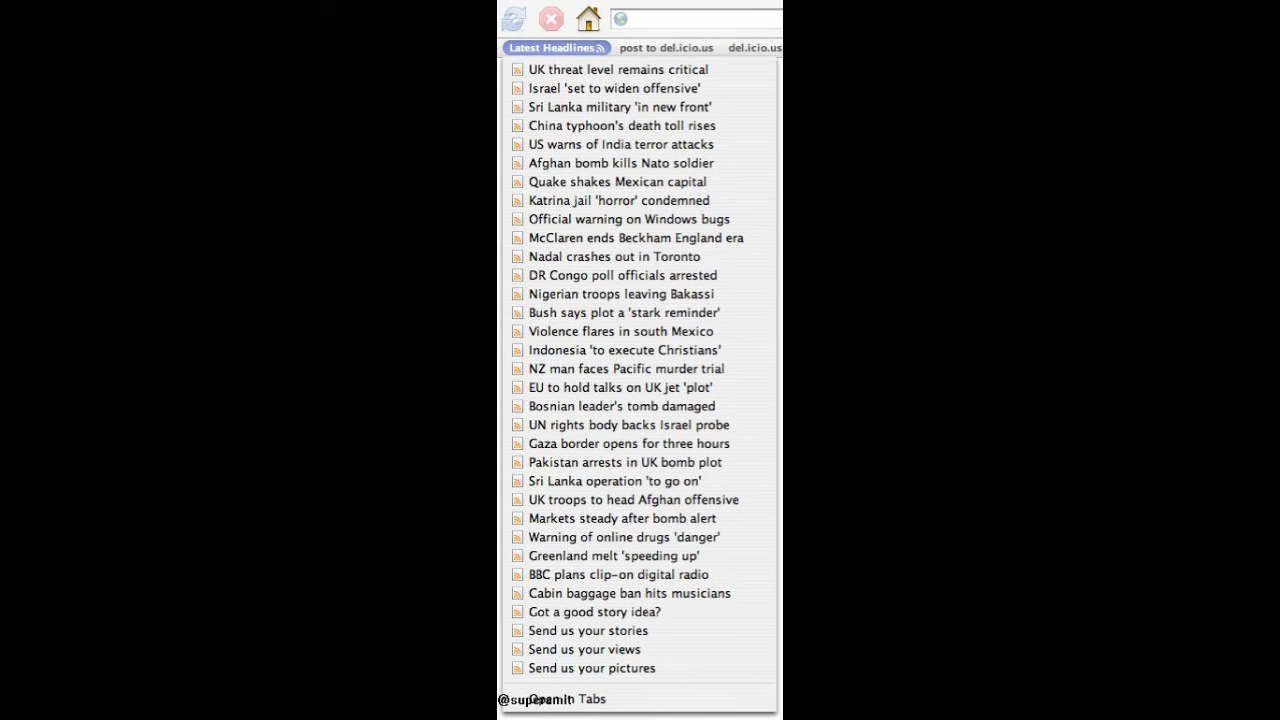 Latest Headlines post to del.icio.us del.icio.us
UK threat level remains critical
Israel 'set to widen offensive'
Sri Lanka military 'in new front'
China typhoon's death toll rises
US warns of India terror attacks
Afghan bomb kills Nato soldier
Quake shakes Mexican capital
Katrina jail 'horror' condemned
Official warning on Windows bugs
McClaren ends Beckham England era
Nadal crashes out in Toronto
DR Congo poll officials arrested
Nigerian troops leaving Bakassi
Bush says plot a 'stark reminder'
Violence flares in south Mexico
Indonesia 'to execute Christians'
NZ man faces Pacific murder trial
EU to hold talks on UK jet 'plot'
Bosnian leader's tomb damaged
UN rights body backs Israel probe
Gaza border opens for three hours
Pakistan arrests in UK bomb plot
Sri Lanka operation 'to go on'
UK troops to head Afghan offensive
Markets steady after bomb alert
Warning of online drugs 'danger'
Greenland melt 'speeding up'
BBC plans clip-on digital radio
Cabin baggage ban hits musicians
Got a good story idea?
Send us your stories
Send us your views
Send us your pictures
@superamit Tabs